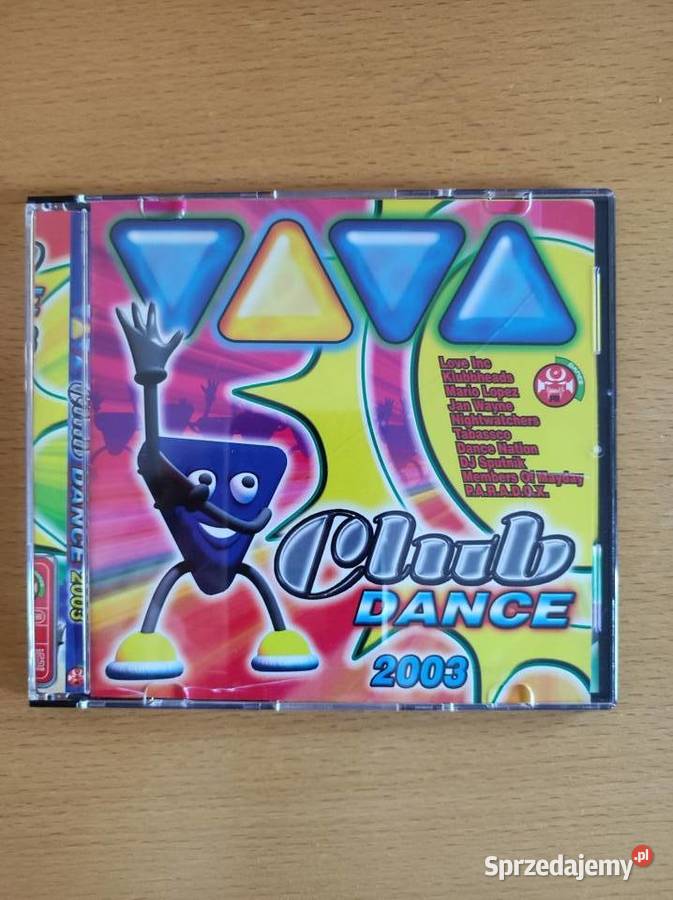 Love Inc
Klubbheads
Mario Lopez
Jan Wayne
Nightwatchers
Tabassco
Dance Nation
DJ Sputnik
Members Of Mayday
P.A.R.A.D.O.X.
Club
DANCE
2003
Club DANCE 2003
Sprzedajemy.pl